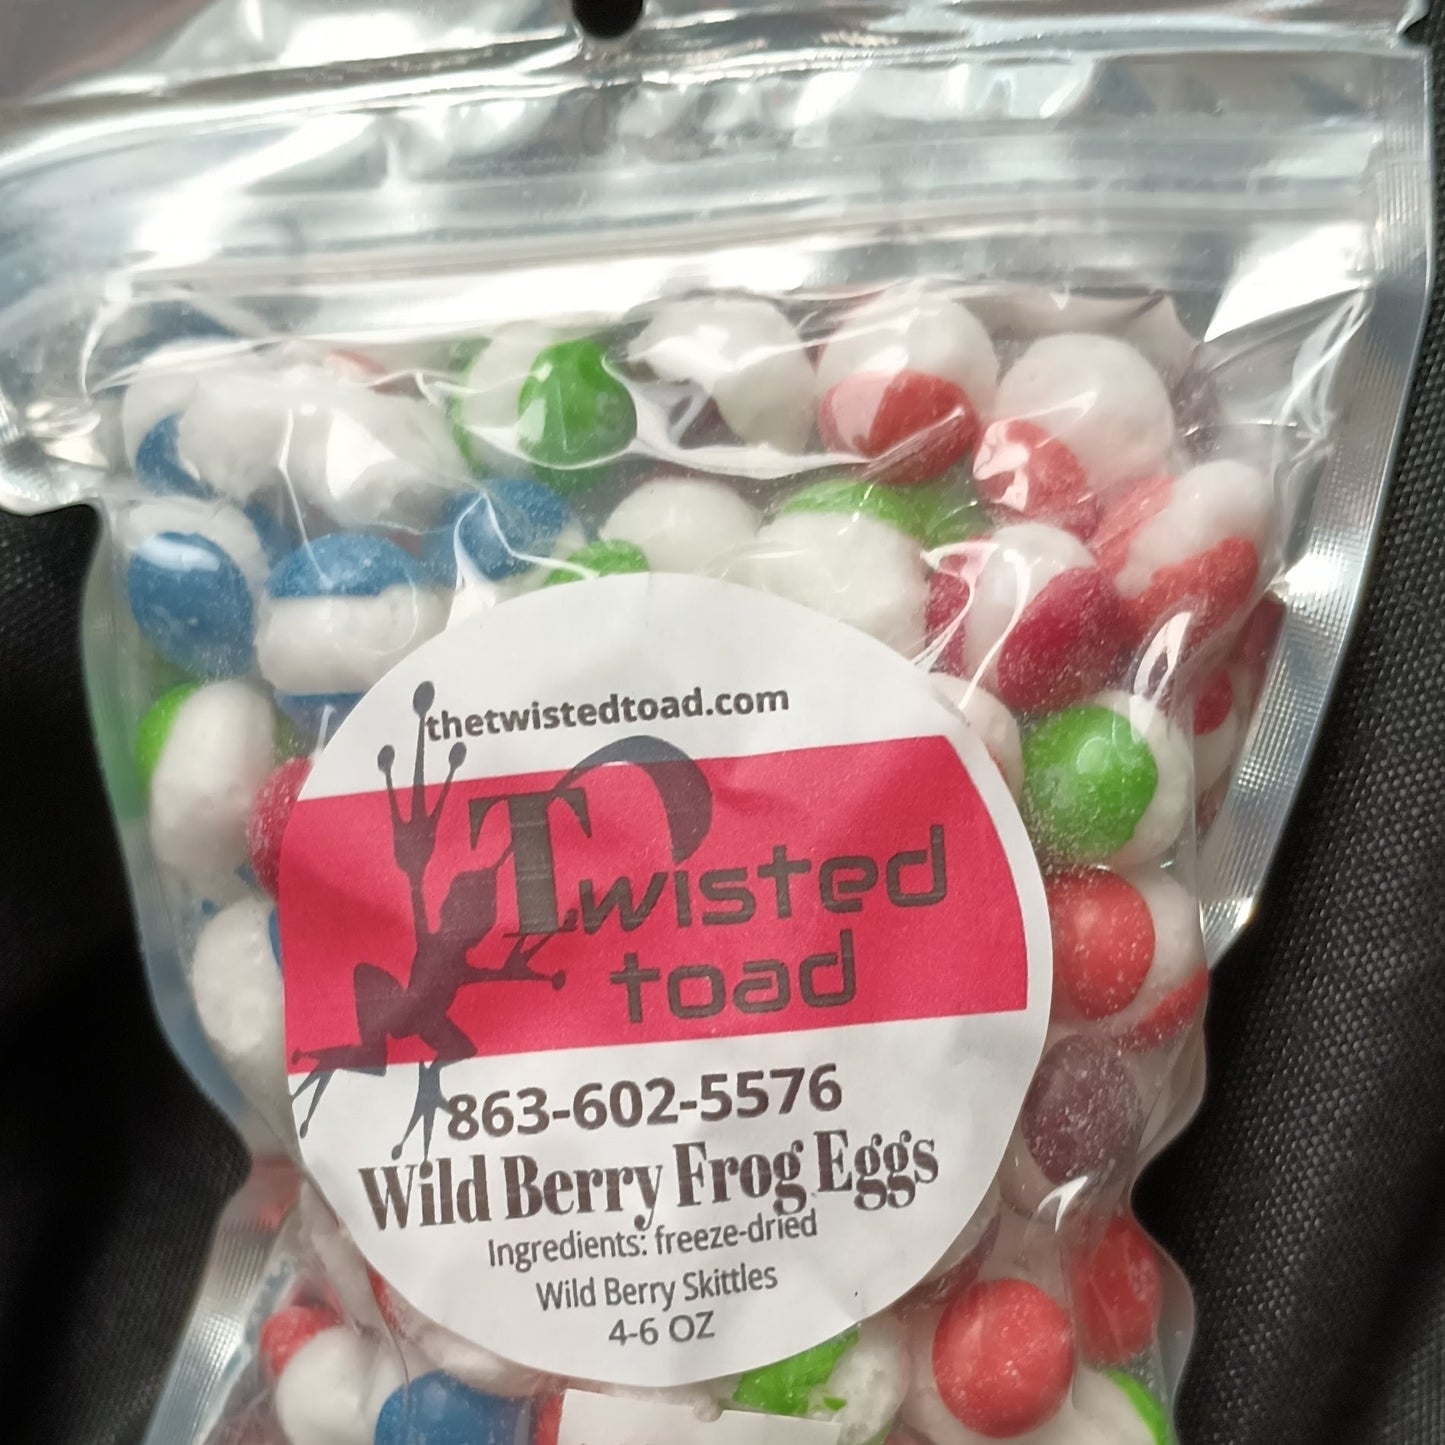 thetwistedtoad.com
Twisted
toad
863-602-5576
Wild Berry Frog Eggs
Ingredients: freeze-dried
Wild Berry Skittles
4-6 OZ